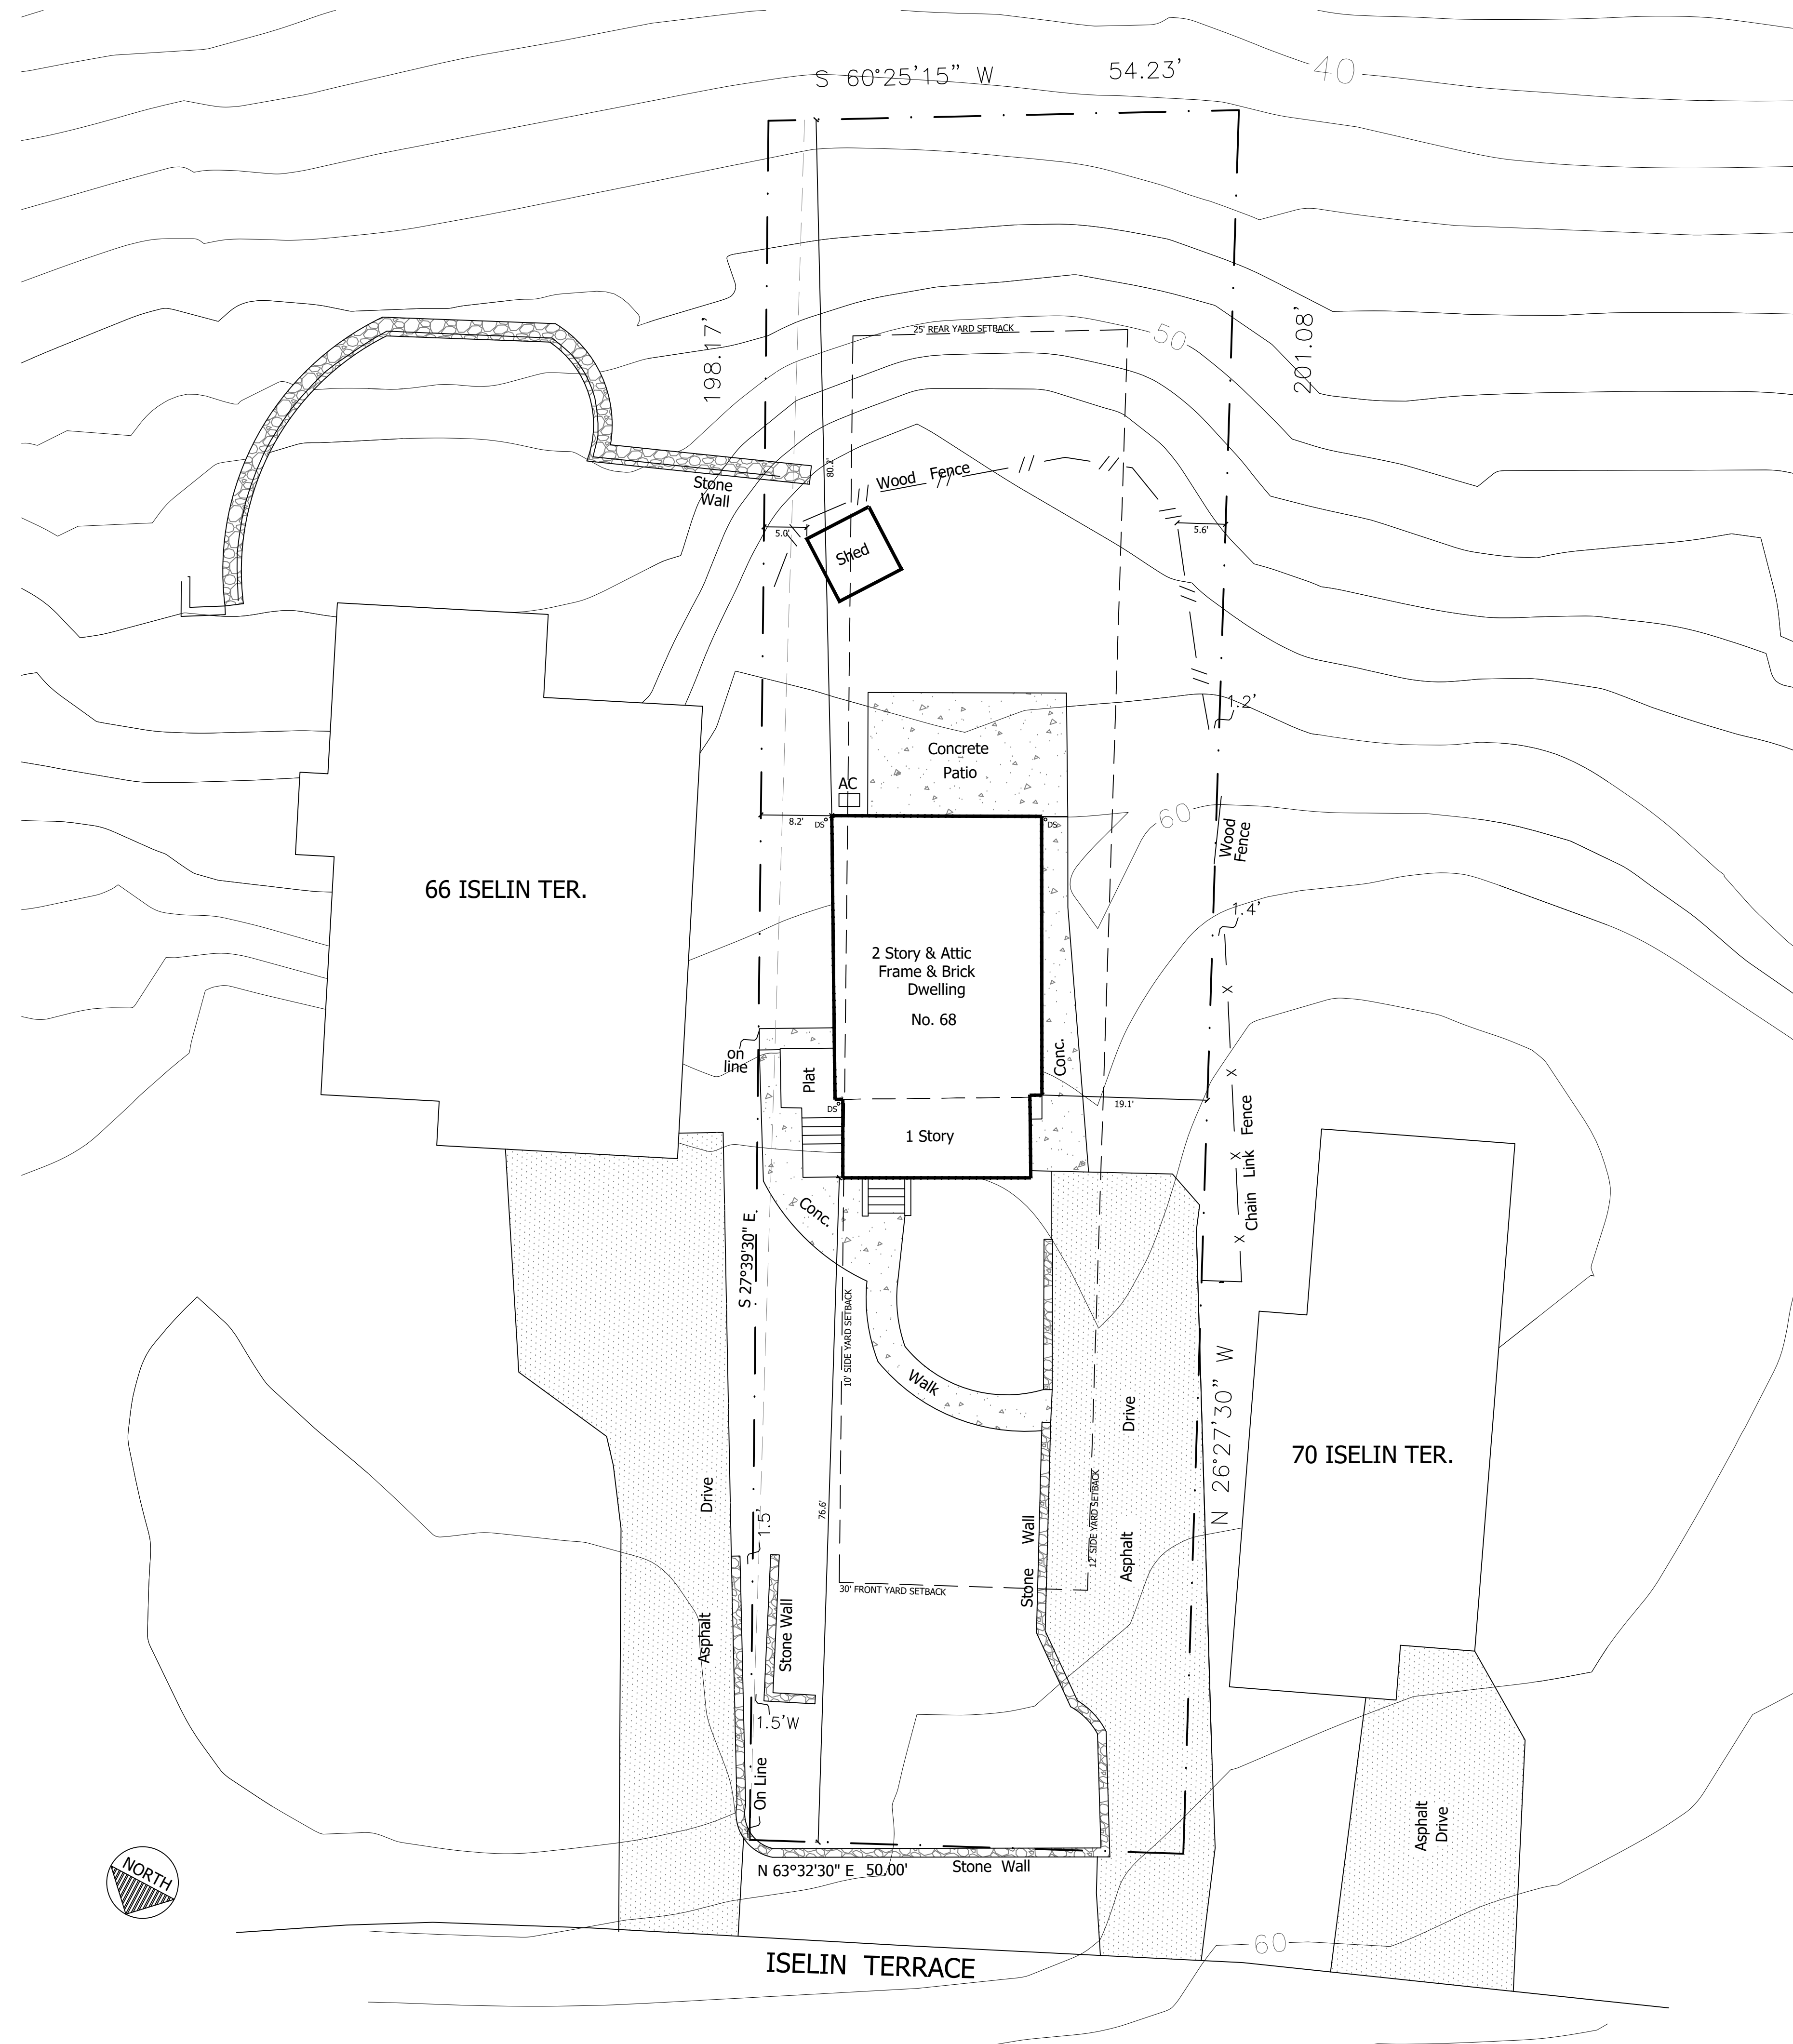 S 60°25'15" W 54.23'
40
198.17'
201.08'
25' REAR YARD SETBACK
50
80.2'
Wood Fence
Stone
Wall
5.0'
Shed
5.6'
1.2'
Concrete
Patio
AC
60
8.2'
DS
DS
Wood
Fence
66 ISELIN TER.
1.4'
2 Story & Attic
Frame & Brick
Dwelling
No. 68
X
on
line
Plat
Conc.
X
DS
19.1'
1 Story
X
Chain Link Fence
X
Conc.
S 27°39'30" E
10' SIDE YARD SETBACK
Walk
Drive
N 26°27'30" W
70 ISELIN TER.
Drive
1.5'
76.6'
Stone Wall
12' SIDE YARD SETBACK
Asphalt
30' FRONT YARD SETBACK
Asphalt
Stone Wall
1.5'W
On Line
Asphalt
Drive
N 63°32'30" E 50.00'
Stone Wall
NORTH
60
ISELIN TERRACE